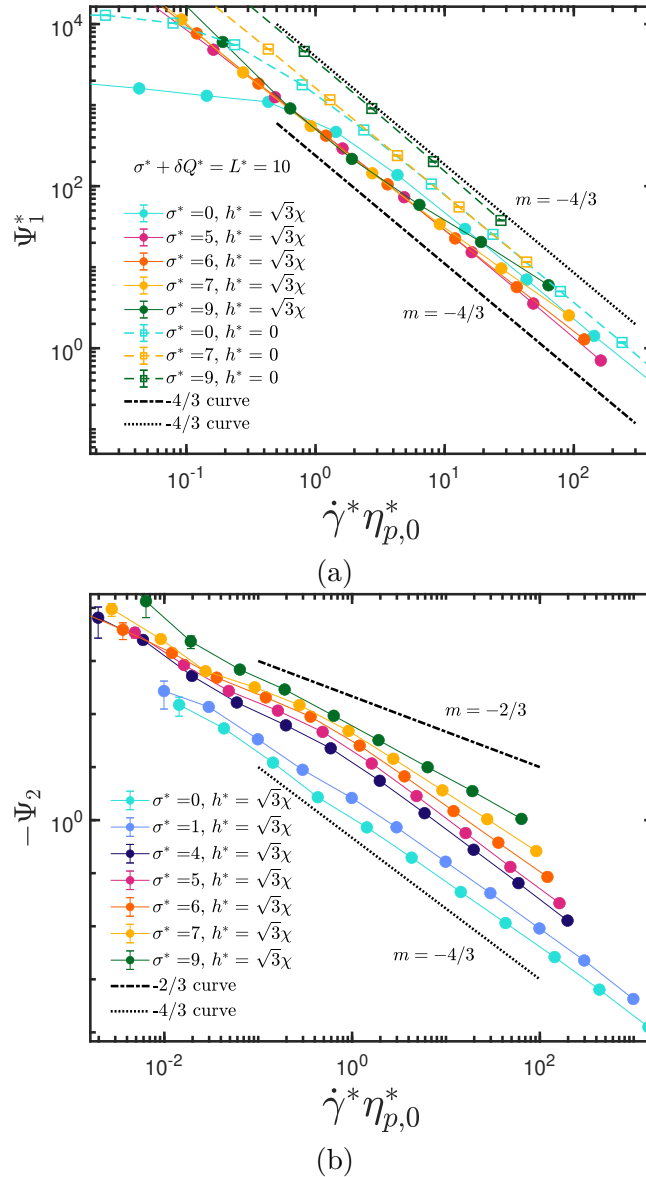 10^4
10^2
10^0
Ψ_1^*
σ^* + δQ^* = L^* = 10
σ^* =0, h^* = √3χ
σ^* =5, h^* = √3χ
σ^* =6, h^* = √3χ
σ^* =7, h^* = √3χ
σ^* =9, h^* = √3χ
σ^* =0, h^* = 0
σ^* =7, h^* = 0
σ^* =9, h^* = 0
-4/3 curve
-4/3 curve
m = −4/3
m = −4/3
10^-1 10^0 10^1 10^2
γ̇^* η_{p,0}^*
(a)
−Ψ_2
10^0
m = −2/3
σ^* =0, h^* = √3χ
σ^* =1, h^* = √3χ
σ^* =4, h^* = √3χ
σ^* =5, h^* = √3χ
σ^* =6, h^* = √3χ
σ^* =7, h^* = √3χ
σ^* =9, h^* = √3χ
-2/3 curve
-4/3 curve
m = −4/3
10^-2 10^0 10^2
γ̇^* η_{p,0}^*
(b)